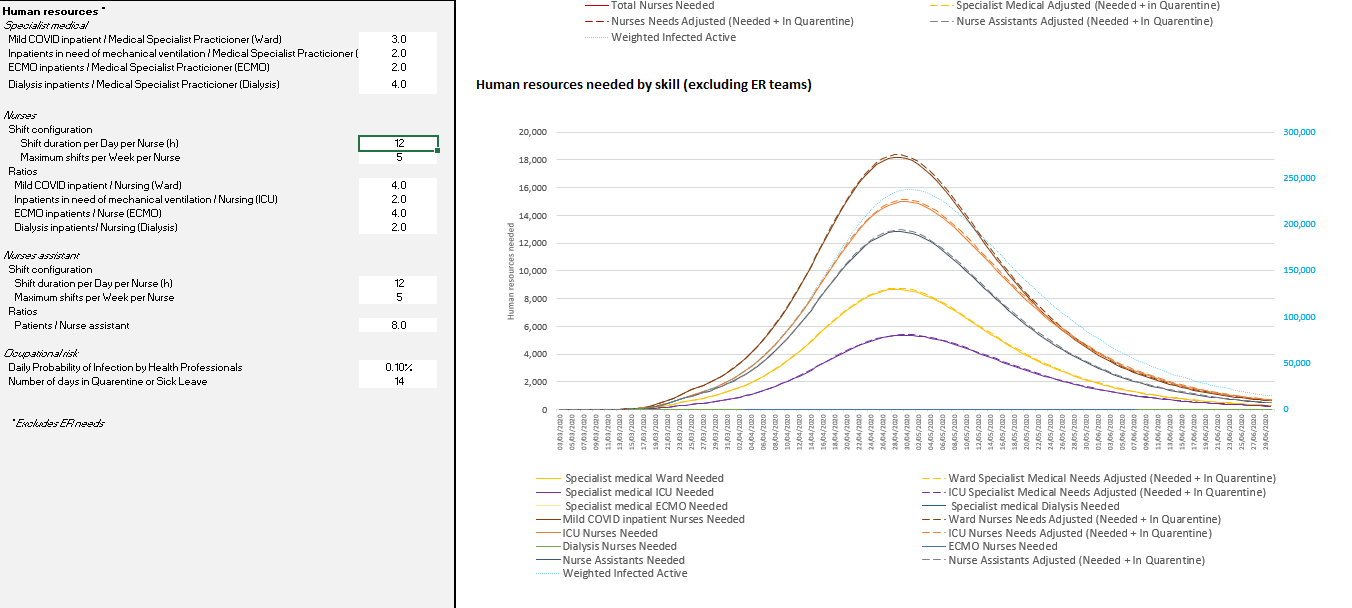 Human resources *
Specialist medical
Mild COVID inpatient / Medical Specialist Practitioner (Ward) 3.0
Inpatients in need of mechanical ventilation / Medical Specialist Practitioner ( 2.0
ECMO inpatients / Medical Specialist Practitioner (ECMO) 2.0
Dialysis inpatients / Medical Specialist Practitioner (Dialysis) 4.0
Nurses
Shift configuration
Shift duration per Day per Nurse (h) 12
Maximum shifts per Week per Nurse 5
Ratios
Mild COVID inpatient / Nursing (Ward) 4.0
Inpatients in need of mechanical ventilation / Nursing (ICU) 2.0
ECMO inpatients / Nurse (ECMO) 4.0
Dialysis inpatients/ Nursing (Dialysis) 2.0
Nurses assistant
Shift configuration
Shift duration per Day per Nurse (h) 12
Maximum shifts per Week per Nurse 5
Ratios
Patients / Nurse assistant 8.0
Ocupational risk
Daily Probability of Infection by Health Professionals 0.10%
Number of days in Quarentine or Sick Leave 14
*Excludes ER needs
Total Nurses Needed
Specialist Medical Adjusted (Needed + in Quarentine)
Nurses Needs Adjusted (Needed + In Quarentine)
Nurse Assistants Adjusted (Needed + In Quarentine)
Weighted Infected Active
Human resources needed by skill (excluding ER teams)
Human resources needed
20,000
18,000
16,000
14,000
12,000
10,000
8,000
6,000
4,000
2,000
0
300,000
250,000
200,000
150,000
100,000
50,000
0
Specialist medical Ward Needed
Ward Specialist Medical Needs Adjusted (Needed + In Quarentine)
Specialist medical ICU Needed
ICU Specialist Medical Needs Adjusted (Needed + In Quarentine)
Specialist medical ECMO Needed
Specialist medical Dialysis Needed
Mild COVID inpatient Nurses Needed
Ward Nurses Needs Adjusted (Needed + In Quarentine)
ICU Nurses Needed
ICU Nurses Needs Adjusted (Needed + In Quarentine)
Dialysis Nurses Needed
ECMO Nurses Needed
Nurse Assistants Needed
Nurse Assistants Adjusted (Needed + In Quarentine)
Weighted Infected Active